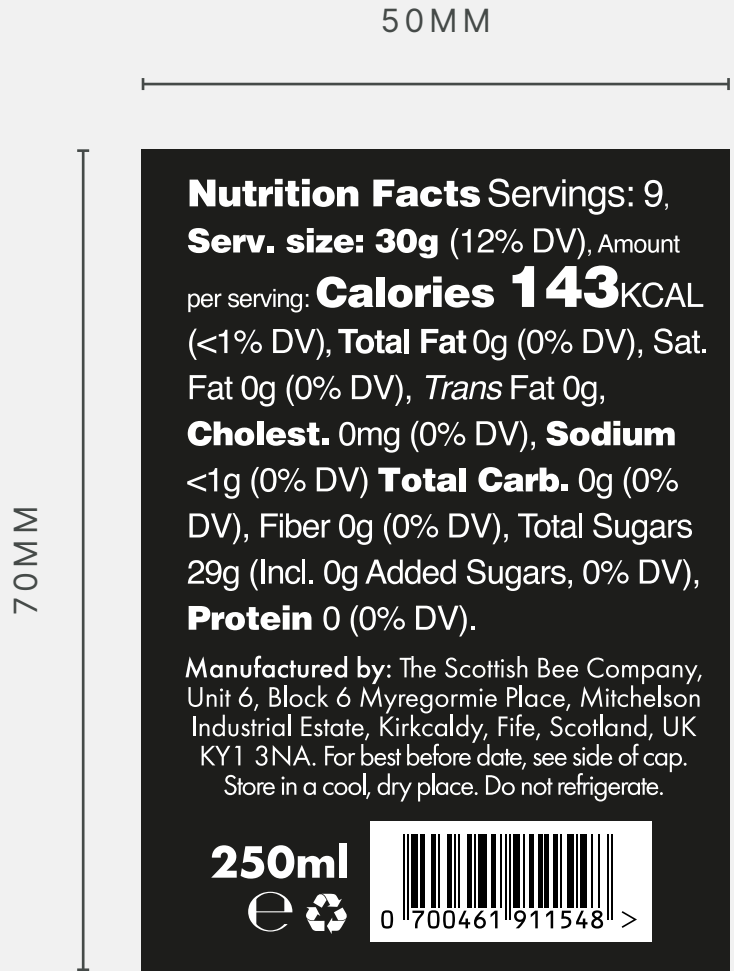 50MM
70MM
Nutrition Facts Servings: 9,
Serv. size: 30g (12% DV), Amount
per serving: Calories 143KCAL
(<1% DV), Total Fat 0g (0% DV), Sat.
Fat 0g (0% DV), Trans Fat 0g,
Cholest. 0mg (0% DV), Sodium
<1g (0% DV) Total Carb. 0g (0%
DV), Fiber 0g (0% DV), Total Sugars
29g (Incl. 0g Added Sugars, 0% DV),
Protein 0 (0% DV).
Manufactured by: The Scottish Bee Company,
Unit 6, Block 6 Myregormie Place, Mitchelson
Industrial Estate, Kirkcaldy, Fife, Scotland, UK
KY1 3NA. For best before date, see side of cap.
Store in a cool, dry place. Do not refrigerate.
250ml
℮
0 700461 911548 >